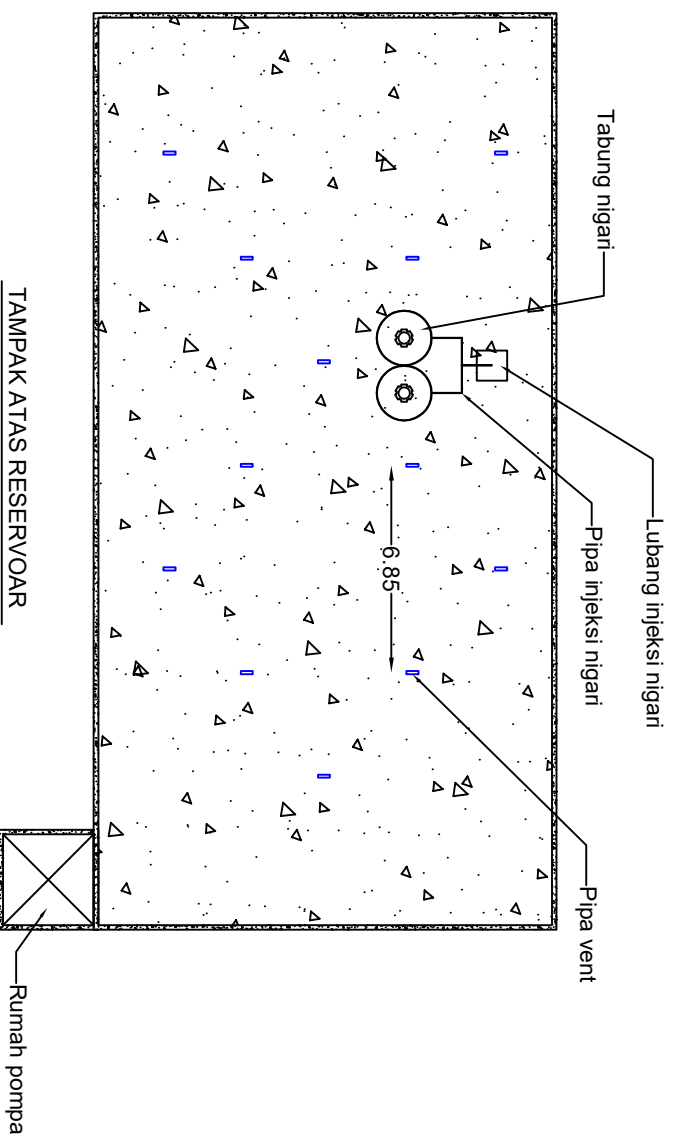 Lubang injeksi nigari
Tabung nigari
Pipa injeksi nigari
Pipa vent
6.85
Rumah pompa
TAMPAK ATAS RESERVOAR